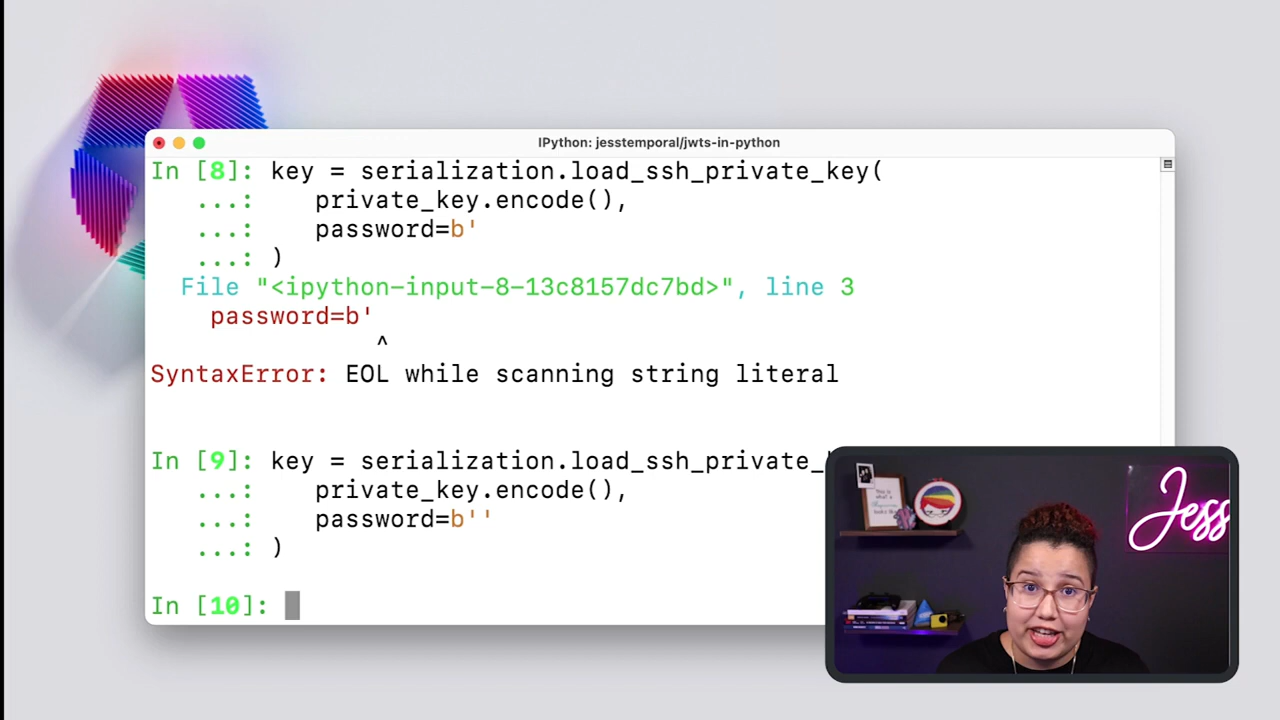 IPython: jesstemporal/jwts-in-python
In [8]: key = serialization.load_ssh_private_key(
...: private_key.encode(),
...: password=b'
...: )
File "<ipython-input-8-13c8157dc7bd>", line 3
password=b'
^
SyntaxError: EOL while scanning string literal
In [9]: key = serialization.load_ssh_private_
...: private_key.encode(),
...: password=b''
...: )
In [10]:
Jess